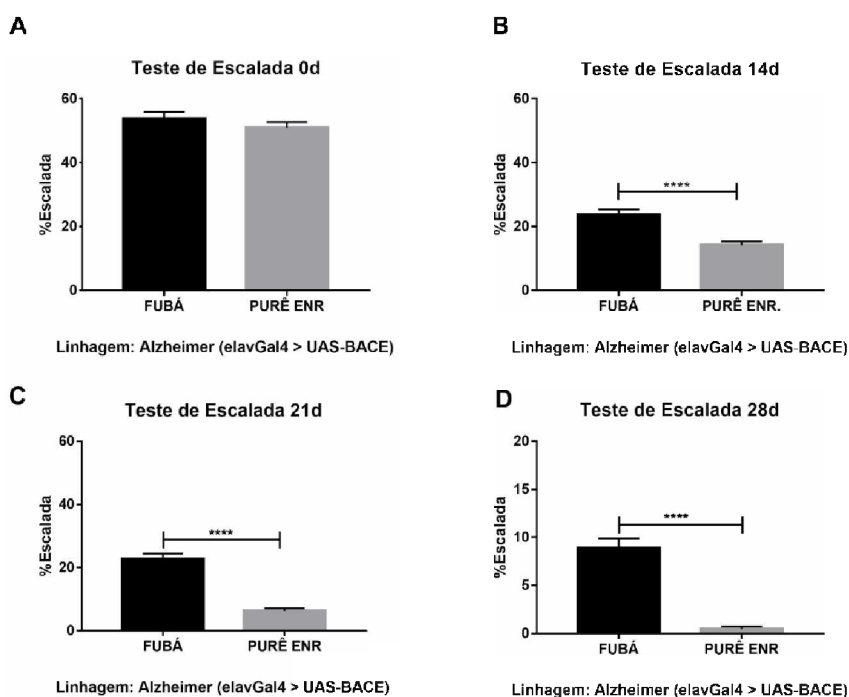 A
Teste de Escalada 0d
%Escalada
60
40
20
0
FUBÁ PURÊ ENR
Linhagem: Alzheimer (elavGal4 > UAS-BACE)
B
Teste de Escalada 14d
%Escalada
60
40
20
0
****
FUBÁ PURÊ ENR.
Linhagem: Alzheimer (elavGal4 > UAS-BACE)
C
Teste de Escalada 21d
%Escalada
60
40
20
0
****
FUBÁ PURÊ ENR
Linhagem: Alzheimer (elavGal4 > UAS-BACE)
D
Teste de Escalada 28d
%Escalada
20
15
10
5
0
****
FUBÁ PURÊ ENR
Linhagem: Alzheimer (elavGal4 > UAS-BACE)